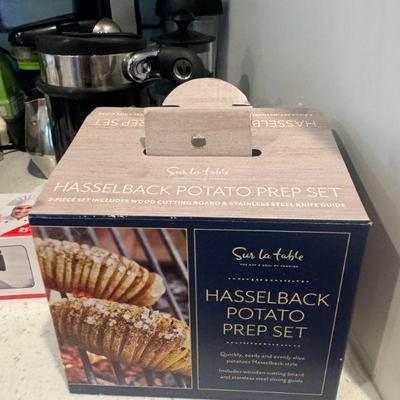 HASSELBACK
PREP SET
Sur la table
HASSELBACK POTATO PREP SET
2-PIECE SET INCLUDES WOOD CUTTING BOARD & STAINLESS STEEL KNIFE GUIDE
Sur la table
THE ART & SOUL OF COOKING
HASSELBACK
POTATO
PREP SET
Quickly, easily and evenly slice
potatoes Hasselback style
Includes wooden cutting board
and stainless steel slicing guide